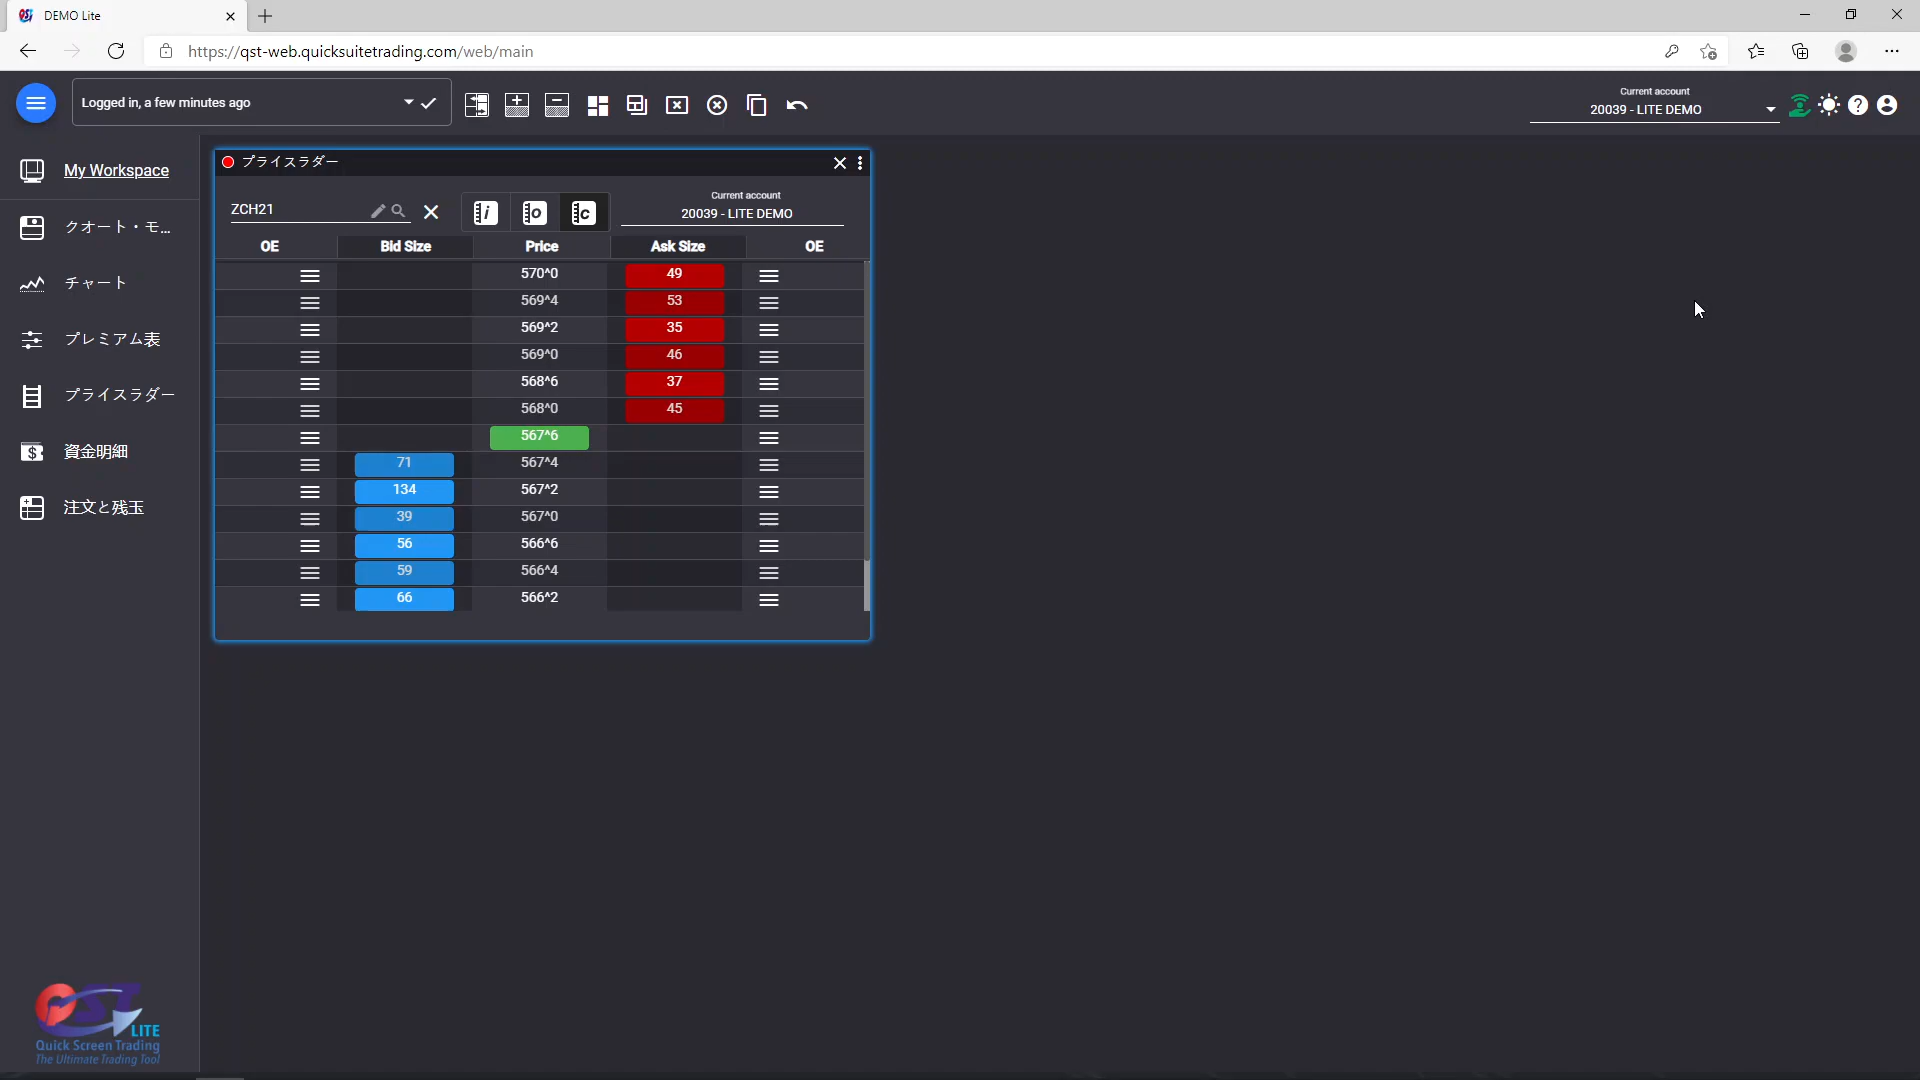 DEMO Lite
https://qst-web.quicksuitetrading.com/web/main
Logged in, a few minutes ago
Current account
20039 - LITE DEMO
My Workspace
クオート・モ...
チャート
プレミアム表
プライスラダー
資金明細
注文と残玉
プライスラダー
ZCH21
i
o
c
Current account
20039 - LITE DEMO
OE Bid Size Price Ask Size OE
570^0 49
569^4 53
569^2 35
569^0 46
568^6 37
568^0 45
567^6
71 567^4
134 567^2
39 567^0
56 566^6
59 566^4
66 566^2
QST
LITE
Quick Screen Trading
The Ultimate Trading Tool